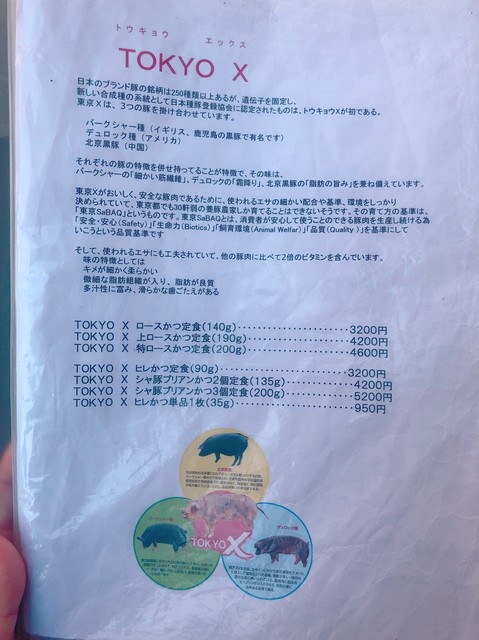 トウキョウ エックス
TOKYO X
日本のブランド豚の銘柄は250種類以上あるが、遺伝子を固定し、
新しい合成種の系統として日本種豚登録協会に認定されたものは、トウキョウXが初である。
東京Xは、3つの豚を掛け合わせています。
バークシャー種(イギリス、鹿児島の黒豚で有名です)
デュロック種(アメリカ)
北京黒豚(中国)
それぞれの豚の特徴を併せ持ってることが特徴で、その味は、
バークシャーの「細かい筋繊維」、デュロックの「霜降り」、北京黒豚の「脂肪の旨み」を兼ね備えています。
東京Xがおいしく、安全な豚肉であるために、使われるエサの細かい配合や基準、環境をしっかり
決められていて、東京都でも30軒弱の養豚農家しか育てることはできないそうです。その育て方の基準は、
「東京SaBAQ」というものです。東京SaBAQとは、消費者が安心して使うことのできる豚肉を生産し続ける為
「安全・安心(Safety)」「生命力(Biotics)」「飼育環境(Animal Welfar)」「品質(Quality)」を基準にして
いこうという品質基準です
そして、使われるエサにも工夫されていて、他の豚肉に比べて2倍のビタミンを含んでいます。
味の特徴としては
キメが細かく柔らかい
微細な脂肪組織が入り、脂肪が良質
多汁性に富み、滑らかな歯ごたえがある
TOKYO X ロースかつ定食(140g)・・・・・・・・・・・・・・・・・・・・・・3200円
TOKYO X 上ロースかつ定食(190g)・・・・・・・・・・・・・・・・・・・・4200円
TOKYO X 特ロースかつ定食(200g)・・・・・・・・・・・・・・・・・・・・4600円
TOKYO X ヒレかつ定食(90g)・・・・・・・・・・・・・・・・・・・・・・・・3200円
TOKYO X シャ豚ブリアンかつ2個定食(135g)・・・・・・・・・・・・4200円
TOKYO X シャ豚ブリアンかつ3個定食(200g)・・・・・・・・・・・・5200円
TOKYO X ヒレかつ単品1枚(35g)・・・・・・・・・・・・・・・・・・・・・・950円
北京黒豚
バークシャー種
デュロック種
TOKYO X